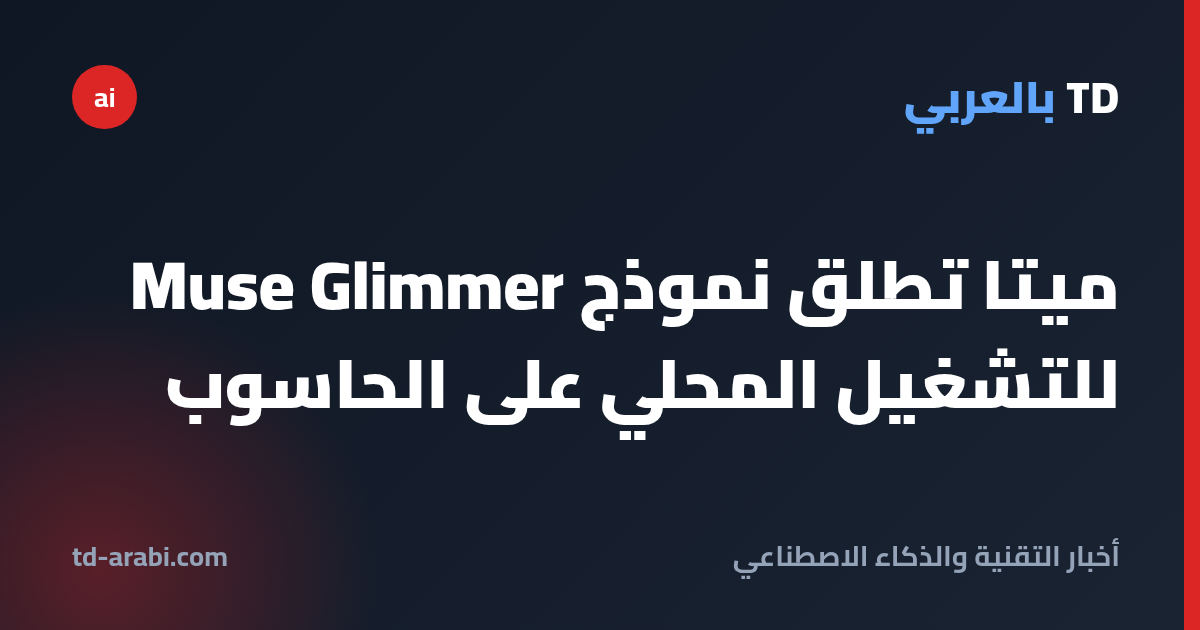 TD بالعربي
ai
ميتا تطلق نموذج Muse Glimmer
للتشغيل المحلي على الحاسوب
أخبار التقنية والذكاء الاصطناعي
td-arabi.com